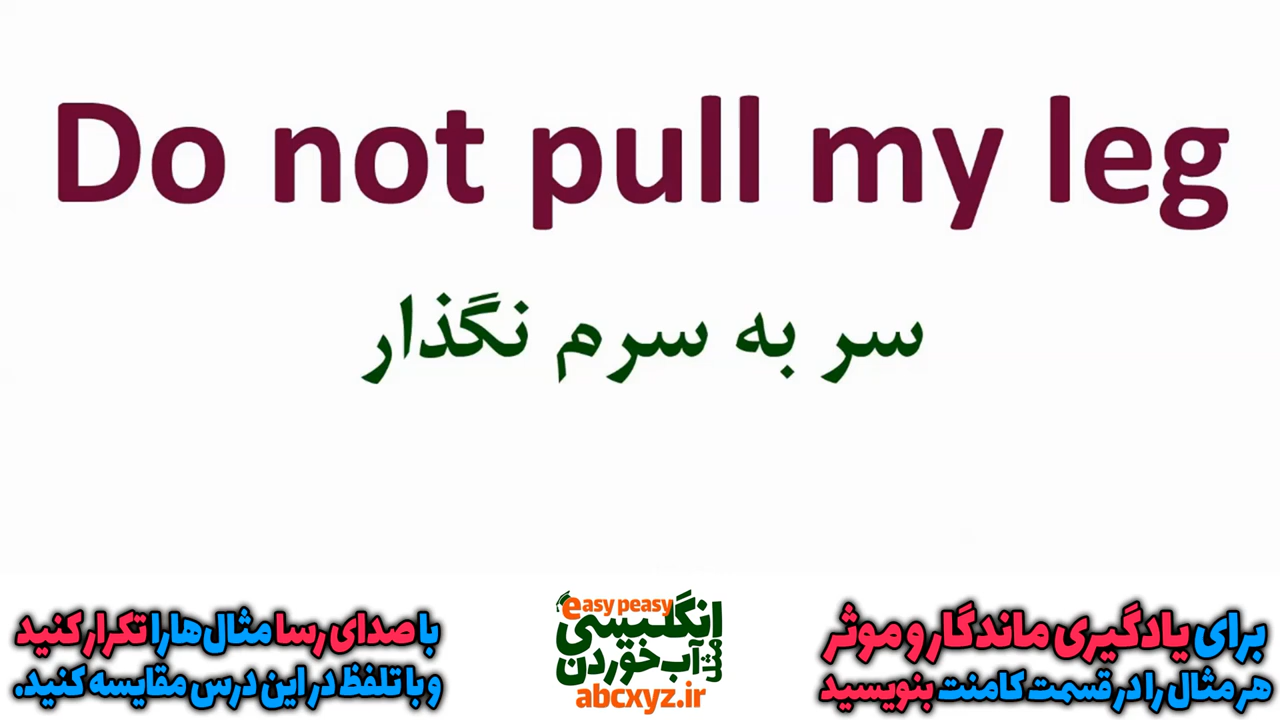 Do not pull my leg
سر به سرم نگذار
برای یادگیری ماندگار و موثر
هر مثال را در قسمت کامنت بنویسید
easy peasy
انگلیسی
مثل آب خوردن
abcxyz.ir
با صدای رسا مثال‌ها را تکرار کنید
و با تلفظ در این درس مقایسه کنید.